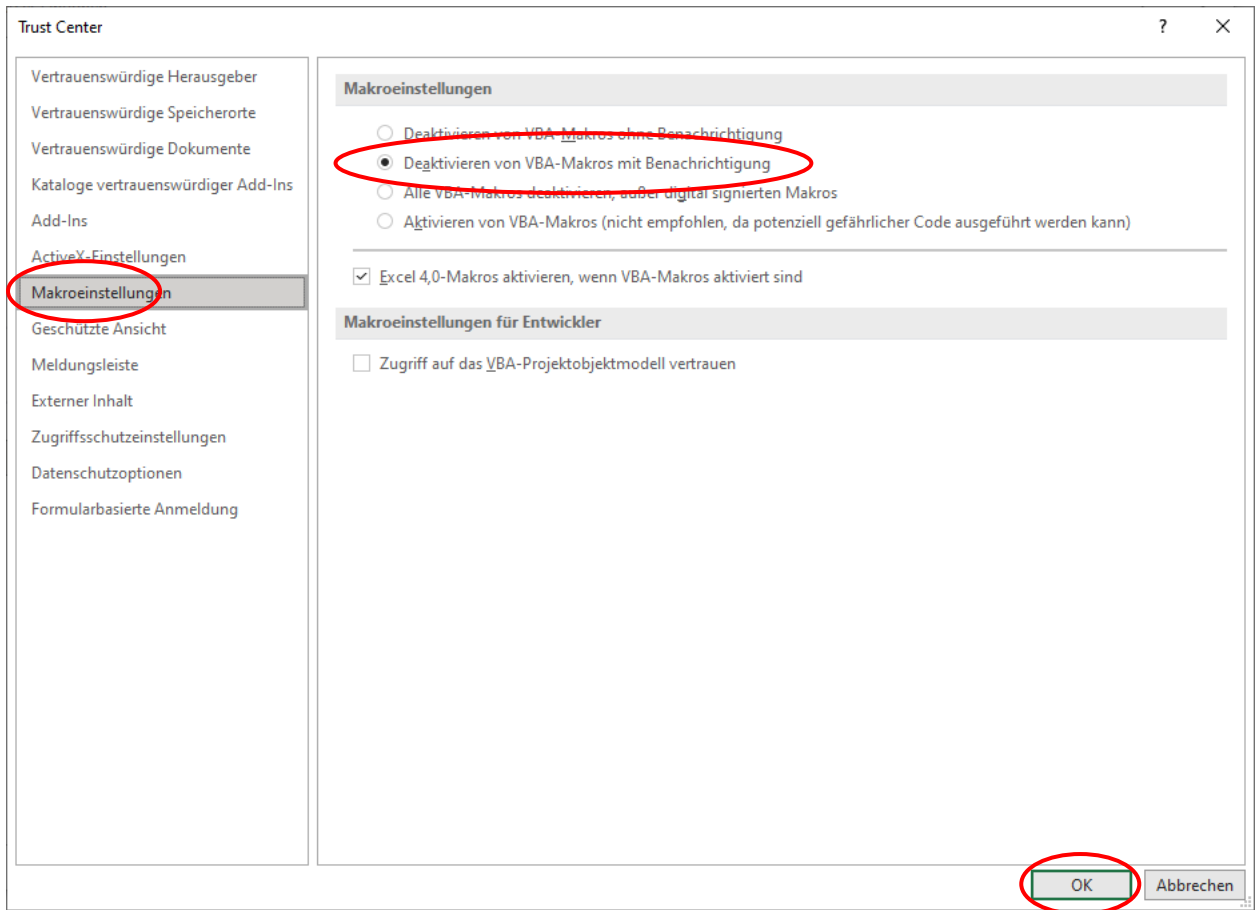 Trust Center
?
Vertrauenswürdige Herausgeber
Vertrauenswürdige Speicherorte
Vertrauenswürdige Dokumente
Kataloge vertrauenswürdiger Add-Ins
Add-Ins
ActiveX-Einstellungen
Makroeinstellungen
Geschützte Ansicht
Meldungsleiste
Externer Inhalt
Zugriffsschutzeinstellungen
Datenschutzoptionen
Formularbasierte Anmeldung
Makroeinstellungen
Deaktivieren von VBA-Makros ohne Benachrichtigung
Deaktivieren von VBA-Makros mit Benachrichtigung
Alle VBA-Makros deaktivieren, außer digital signierten Makros
Aktivieren von VBA-Makros (nicht empfohlen, da potenziell gefährlicher Code ausgeführt werden kann)
Excel 4,0-Makros aktivieren, wenn VBA-Makros aktiviert sind
Makroeinstellungen für Entwickler
Zugriff auf das VBA-Projektobjektmodell vertrauen
OK
Abbrechen